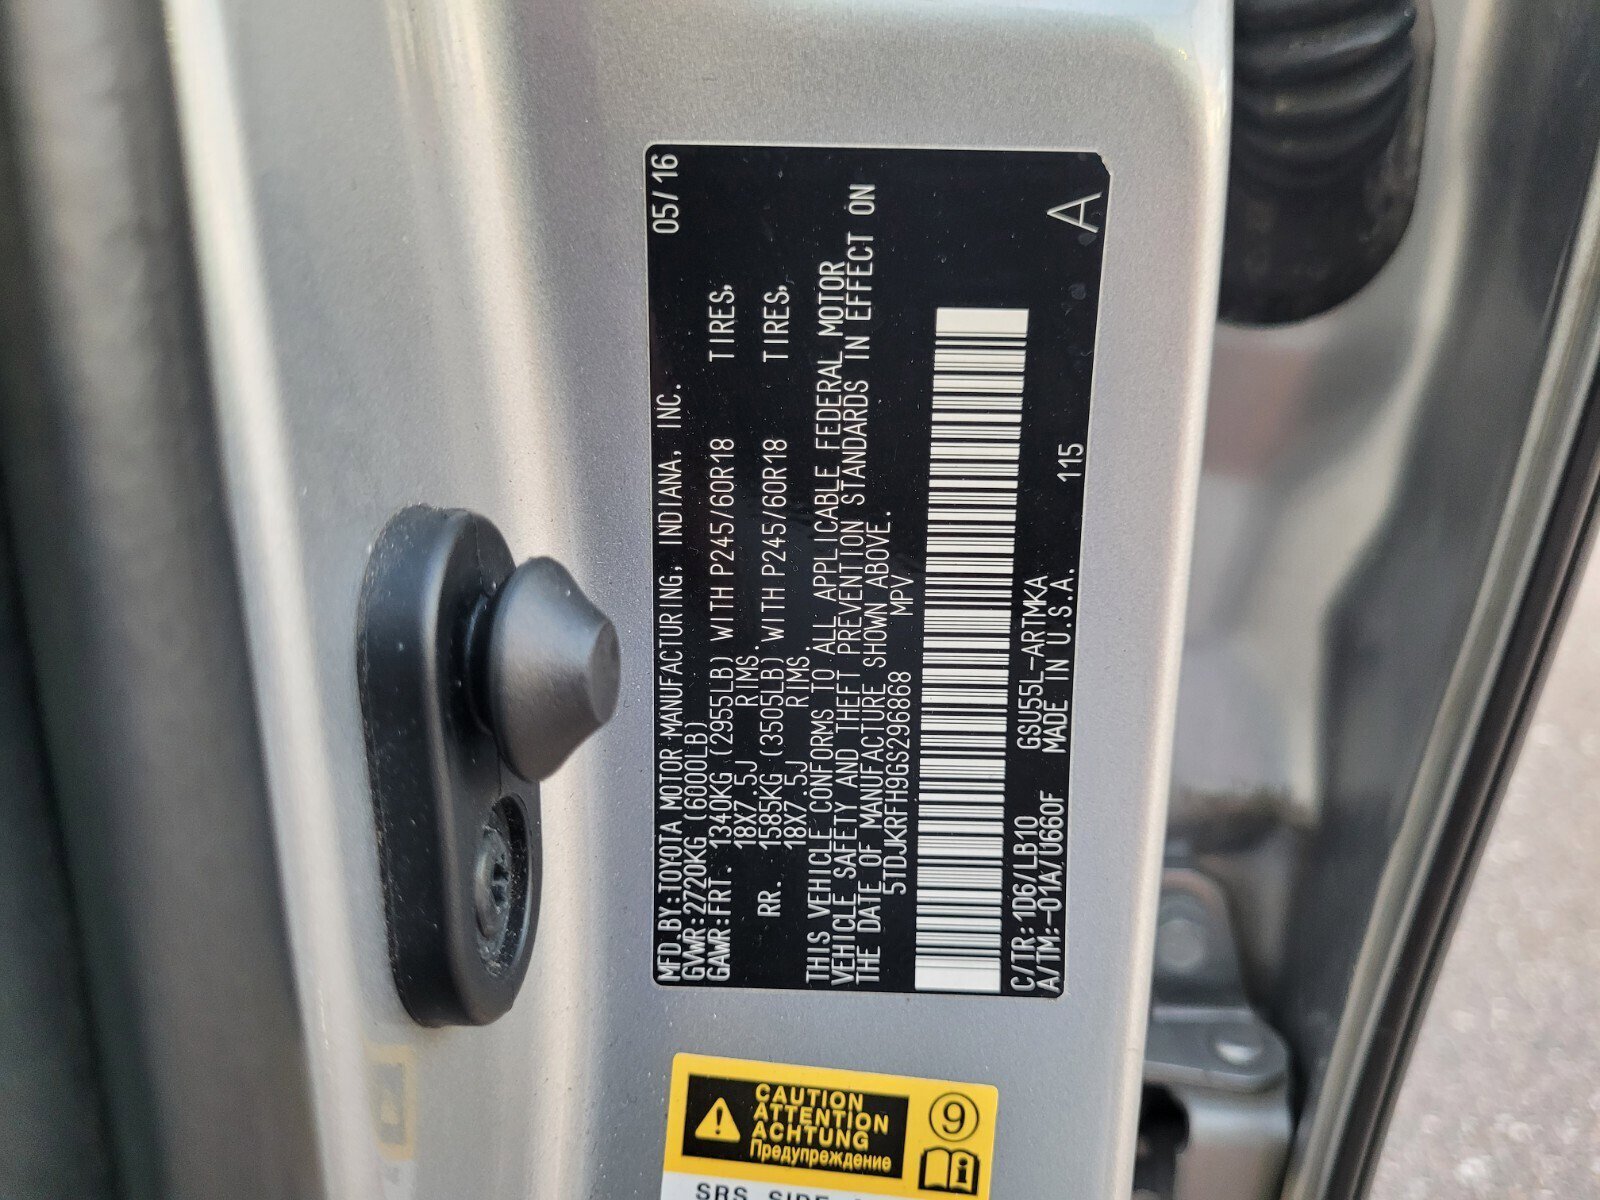 MFD.BY:TOYOTA MOTOR MANUFACTURING, INDIANA, INC. 05/16
GVWR:2720KG (6000LB)
GAWR:FRT. 1340KG (2955LB) WITH P245/60R18 TIRES,
18X7.5J RIMS.
RR. 1585KG (3505LB) WITH P245/60R18 TIRES,
18X7.5J RIMS.
THIS VEHICLE CONFORMS TO ALL APPLICABLE FEDERAL MOTOR
VEHICLE SAFETY AND THEFT PREVENTION STANDARDS IN EFFECT ON
THE DATE OF MANUFACTURE SHOWN ABOVE.
5TDJKRFH9GS296868 MPV
C/TR:1D6/LB10 GSU55L-ARTMKA
A/TM:-01A/U660F MADE IN U.S.A. 115 A
CAUTION
ATTENTION
ACHTUNG
Предупреждение
9
i
SRS SIDE